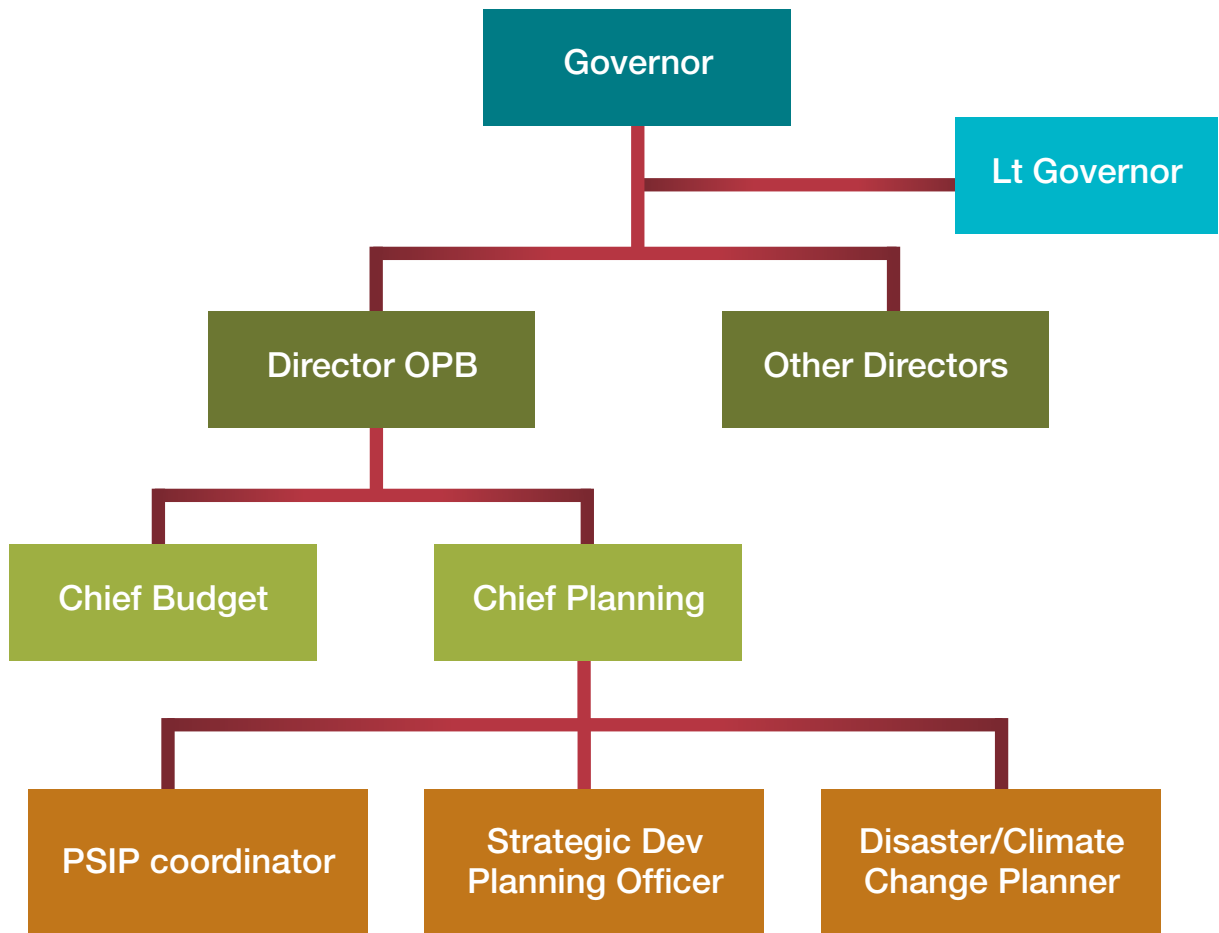 Governor
Lt Governor
Director OPB
Other Directors
Chief Budget
Chief Planning
PSIP coordinator
Strategic Dev
Planning Officer
Disaster/Climate
Change Planner